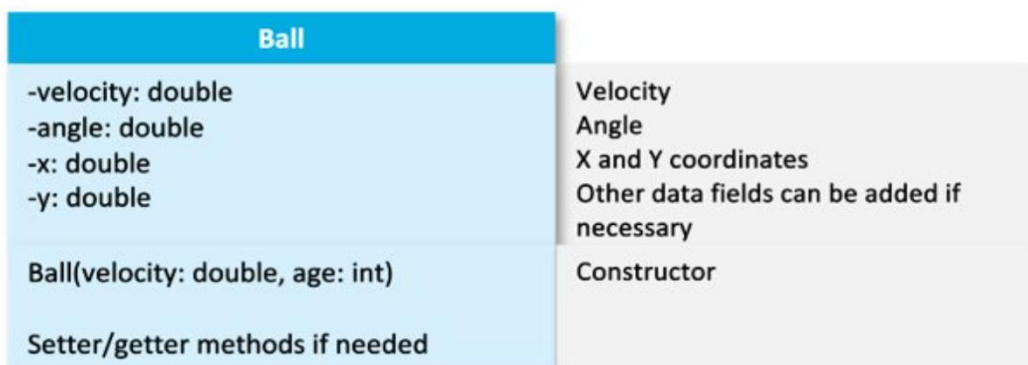 Ball
-velocity: double
-angle: double
-x: double
-y: double
Velocity
Angle
X and Y coordinates
Other data fields can be added if
necessary
Ball(velocity: double, age: int)
Constructor
Setter/getter methods if needed